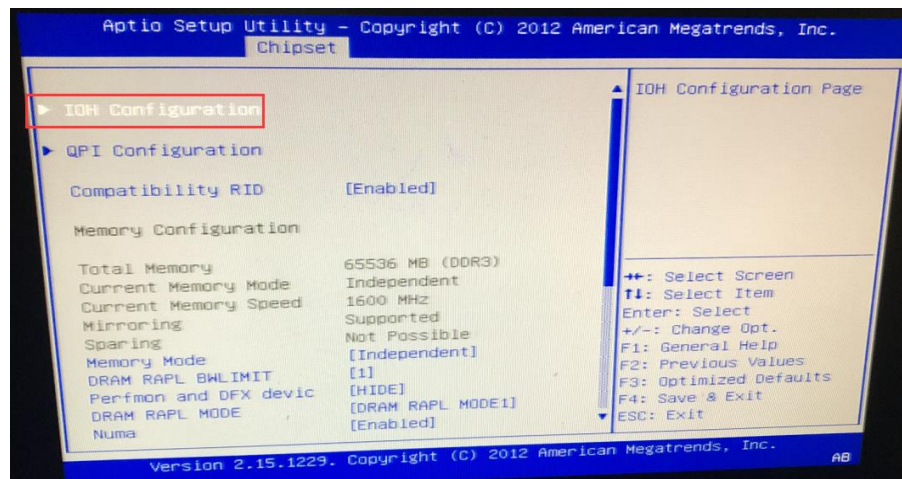 Aptio Setup Utility – Copyright (C) 2012 American Megatrends, Inc.
Chipset
IOH Configuration
QPI Configuration
Compatibility RID [Enabled]
Memory Configuration
Total Memory 65536 MB (DDR3)
Current Memory Mode Independent
Current Memory Speed 1600 MHz
Mirroring Supported
Sparing Not Possible
Memory Mode [Independent]
DRAM RAPL BWLIMIT [1]
Perfmon and DFX devic [HIDE]
DRAM RAPL MODE [DRAM RAPL MODE1]
Numa [Enabled]
IOH Configuration Page
→←: Select Screen
↑↓: Select Item
Enter: Select
+/-: Change Opt.
F1: General Help
F2: Previous Values
F3: Optimized Defaults
F4: Save & Exit
ESC: Exit
Version 2.15.1229. Copyright (C) 2012 American Megatrends, Inc.
AB